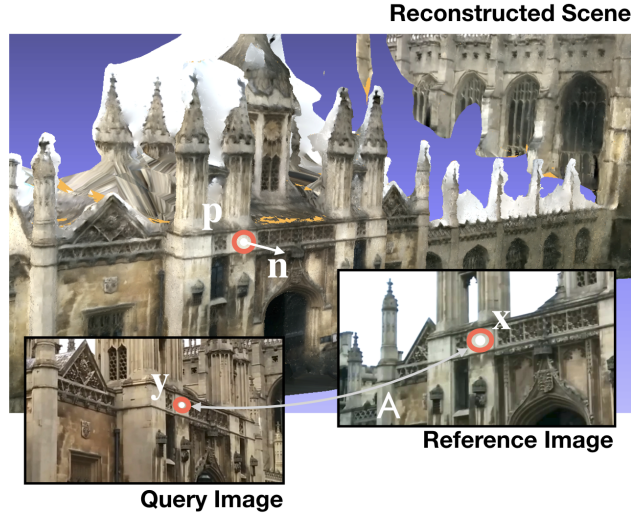 Reconstructed Scene
p
n
x
y
A
Reference Image
Query Image